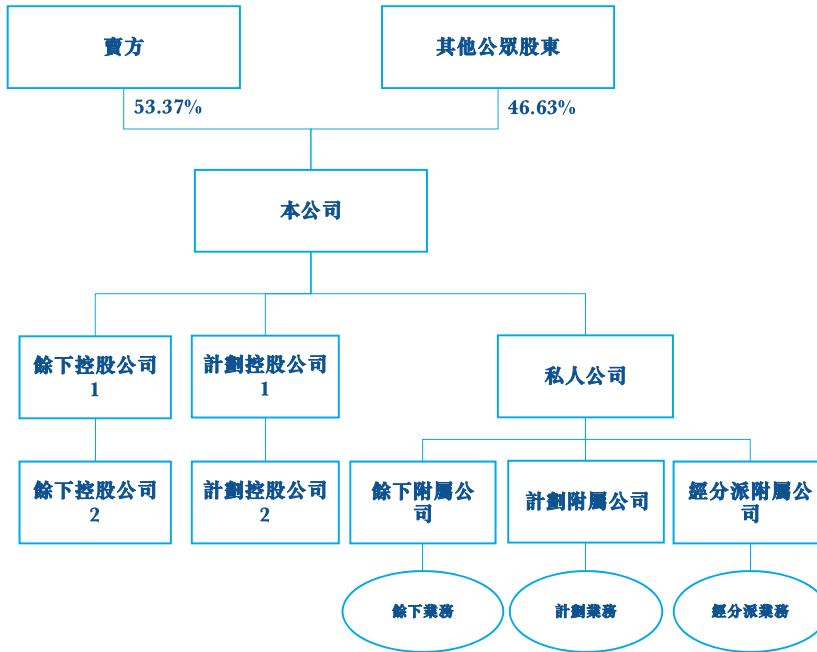 賣方
其他公眾股東
53.37%
46.63%
本公司
餘下控股公司
1
計劃控股公司
1
私人公司
餘下控股公司
2
計劃控股公司
2
餘下附屬公
司
計劃附屬公司
經分派附屬公
司
餘下業務
計劃業務
經分派業務